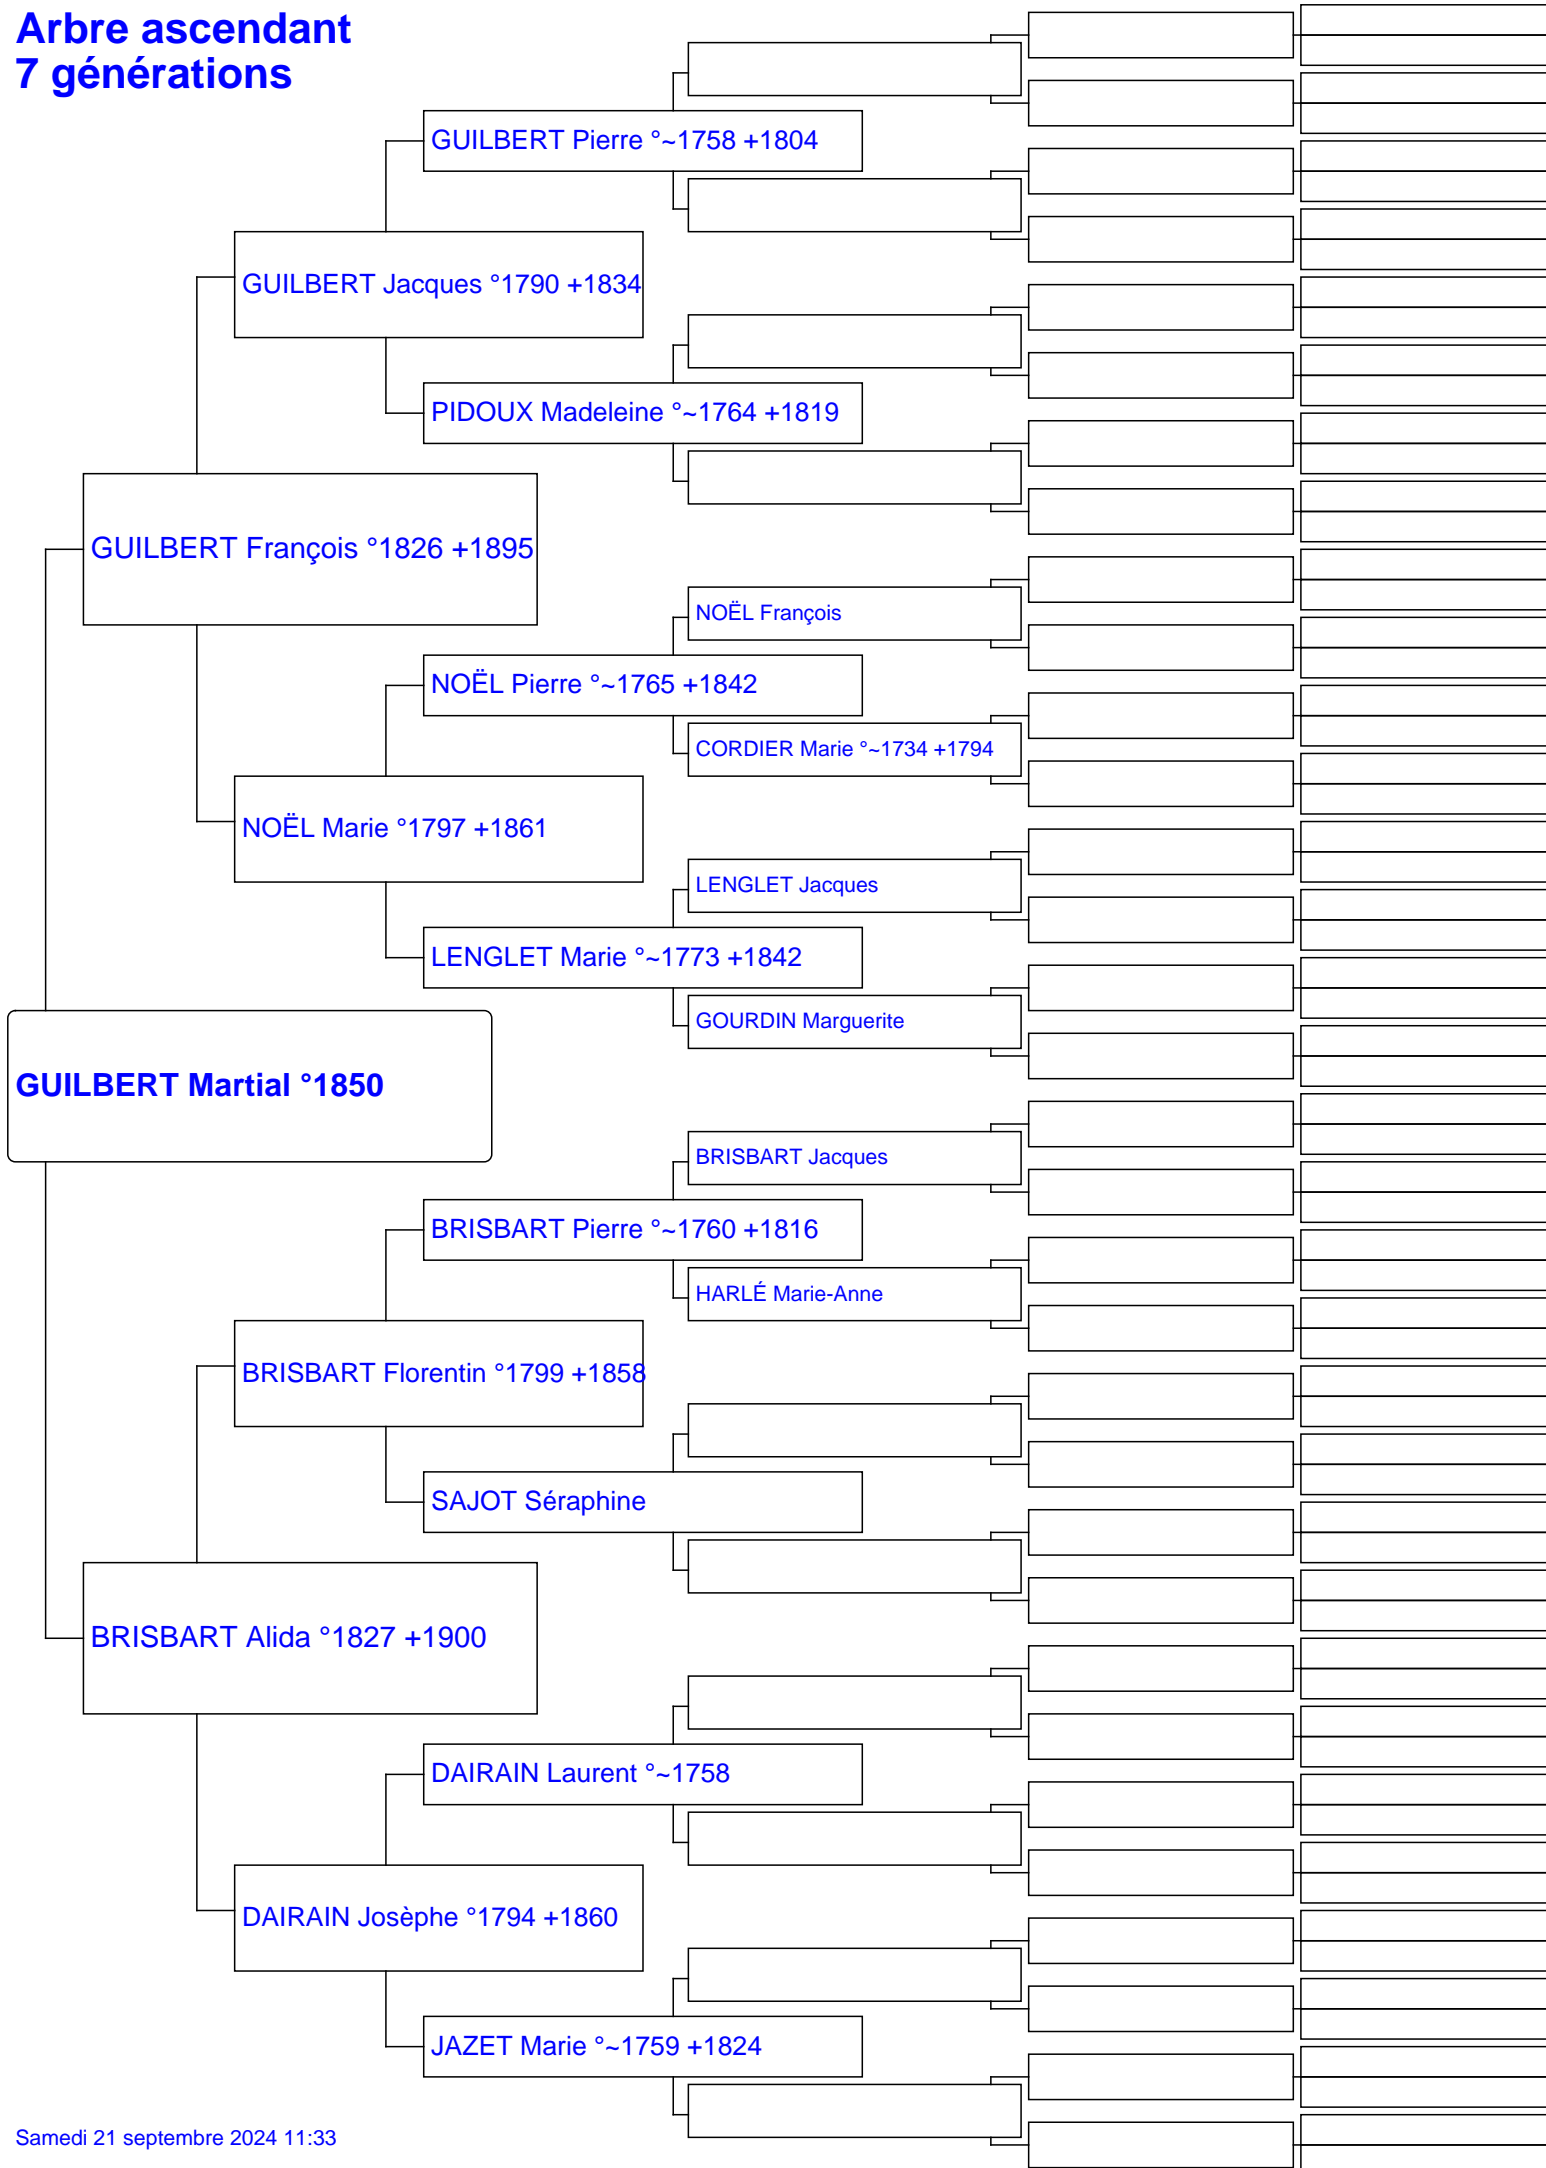 Arbre ascendant
7 générations
GUILBERT Pierre °~1758 +1804
GUILBERT Jacques °1790 +1834
PIDOUX Madeleine °~1764 +1819
GUILBERT François °1826 +1895
NOËL François
NOËL Pierre °~1765 +1842
CORDIER Marie °~1734 +1794
NOËL Marie °1797 +1861
LENGLET Jacques
LENGLET Marie °~1773 +1842
GOURDIN Marguerite
GUILBERT Martial °1850
BRISBART Jacques
BRISBART Pierre °~1760 +1816
HARLÉ Marie-Anne
BRISBART Florentin °1799 +1858
SAJOT Séraphine
BRISBART Alida °1827 +1900
DAIRAIN Laurent °~1758
DAIRAIN Josèphe °1794 +1860
JAZET Marie °~1759 +1824
Samedi 21 septembre 2024 11:33